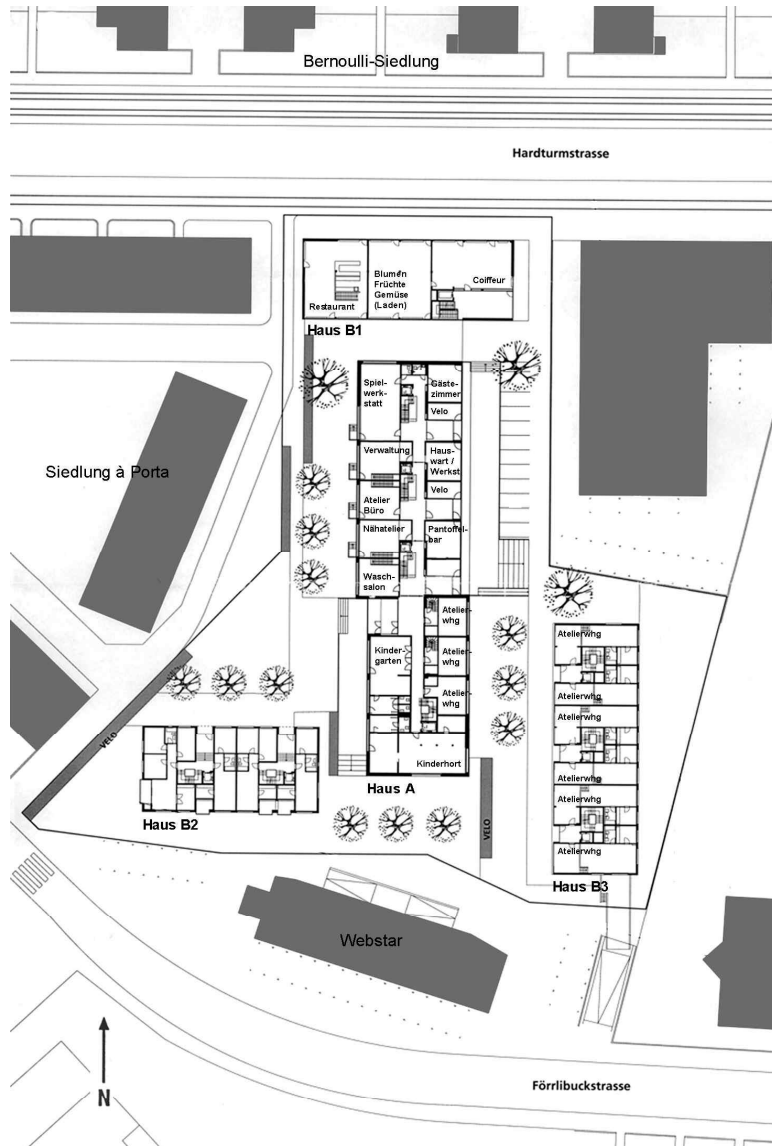 Bernoulli-Siedlung
Hardturmstrasse
Blumen
Früchte
Gemüse
(Laden)
Coiffeur
Restaurant
Haus B1
Spiel-
werk-
statt
Gäste-
zimmer
Velo
Verwaltung
Haus-
wart /
Werkst
Siedlung à Porta
Atelier
Büro
Velo
Nähatelier
Pantoffel-
bar
Wasch-
salon
Atelier-
whg
Kinder-
garten
Atelier-
whg
Atelier-
whg
Kinderhort
Atelierwhg
Atelierwhg
Atelierwhg
Atelierwhg
Atelierwhg
Atelierwhg
VELO
Haus A
Haus B2
VELO
Haus B3
Webstar
N
Förrlibuckstrasse